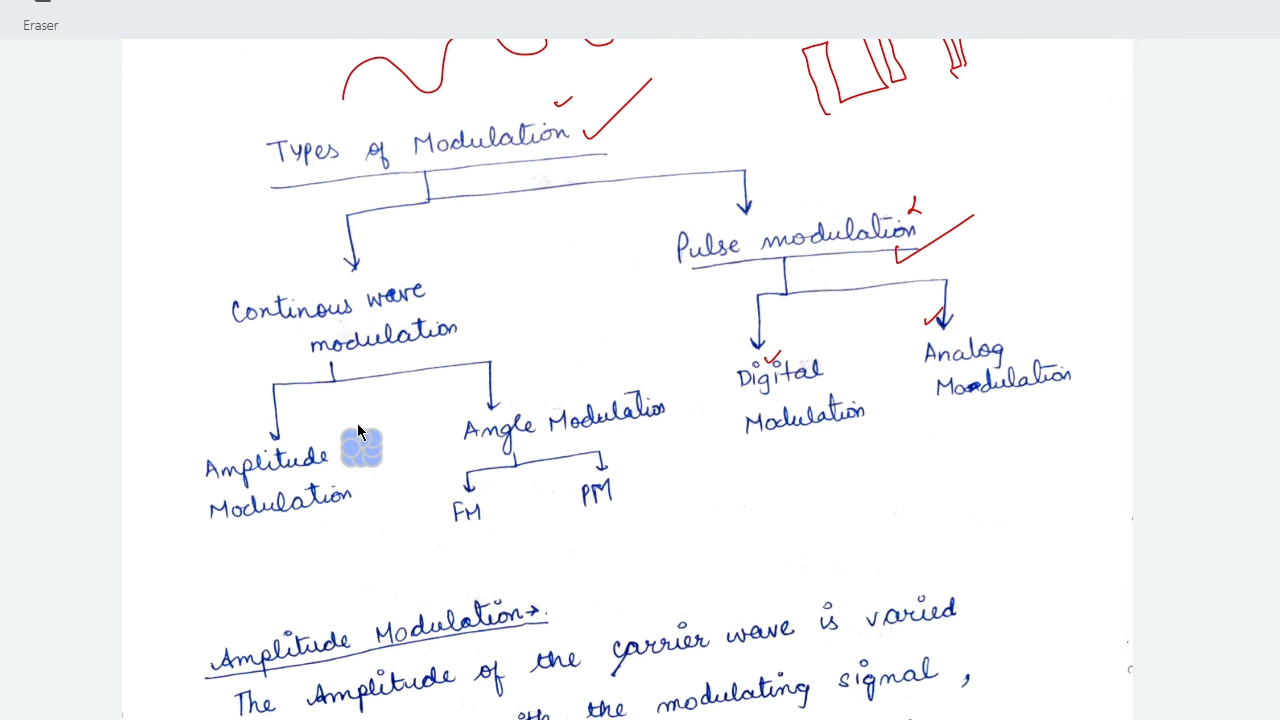 Eraser
Types of Modulation
Pulse modulation
Continous wave
modulation
Digital
Modulation
Analog
Modulation
Amplitude
Modulation
Angle Modulation
FM
PM
Amplitude Modulation→.
The Amplitude of the carrier wave is varied
the modulating signal,